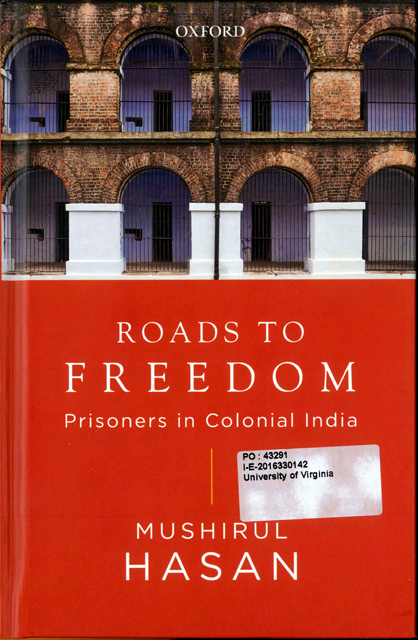 OXFORD
ROADS TO
FREEDOM
Prisoners in Colonial India
PO : 43291
I-E-2016330142
University of Virginia
MUSHIRUL
HASAN